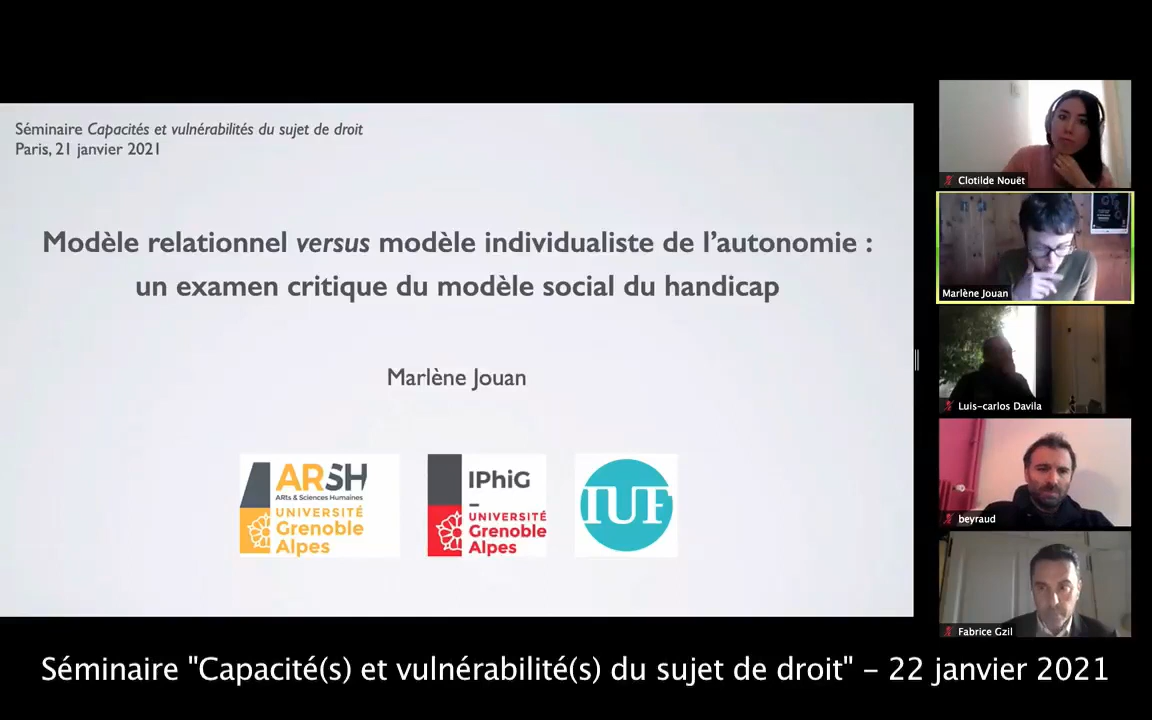 Séminaire Capacités et vulnérabilités du sujet de droit
Paris, 21 janvier 2021
Modèle relationnel versus modèle individualiste de l'autonomie :
un examen critique du modèle social du handicap
Marlène Jouan
ARSH
ARts & Sciences Humaines
UNIVERSITÉ
Grenoble
Alpes
IPhiG
UNIVERSITÉ
Grenoble
Alpes
IUF
Clotilde Nouët
Marlène Jouan
Luis-carlos Davila
beyraud
Fabrice Gzil
Séminaire "Capacité(s) et vulnérabilité(s) du sujet de droit" – 22 janvier 2021